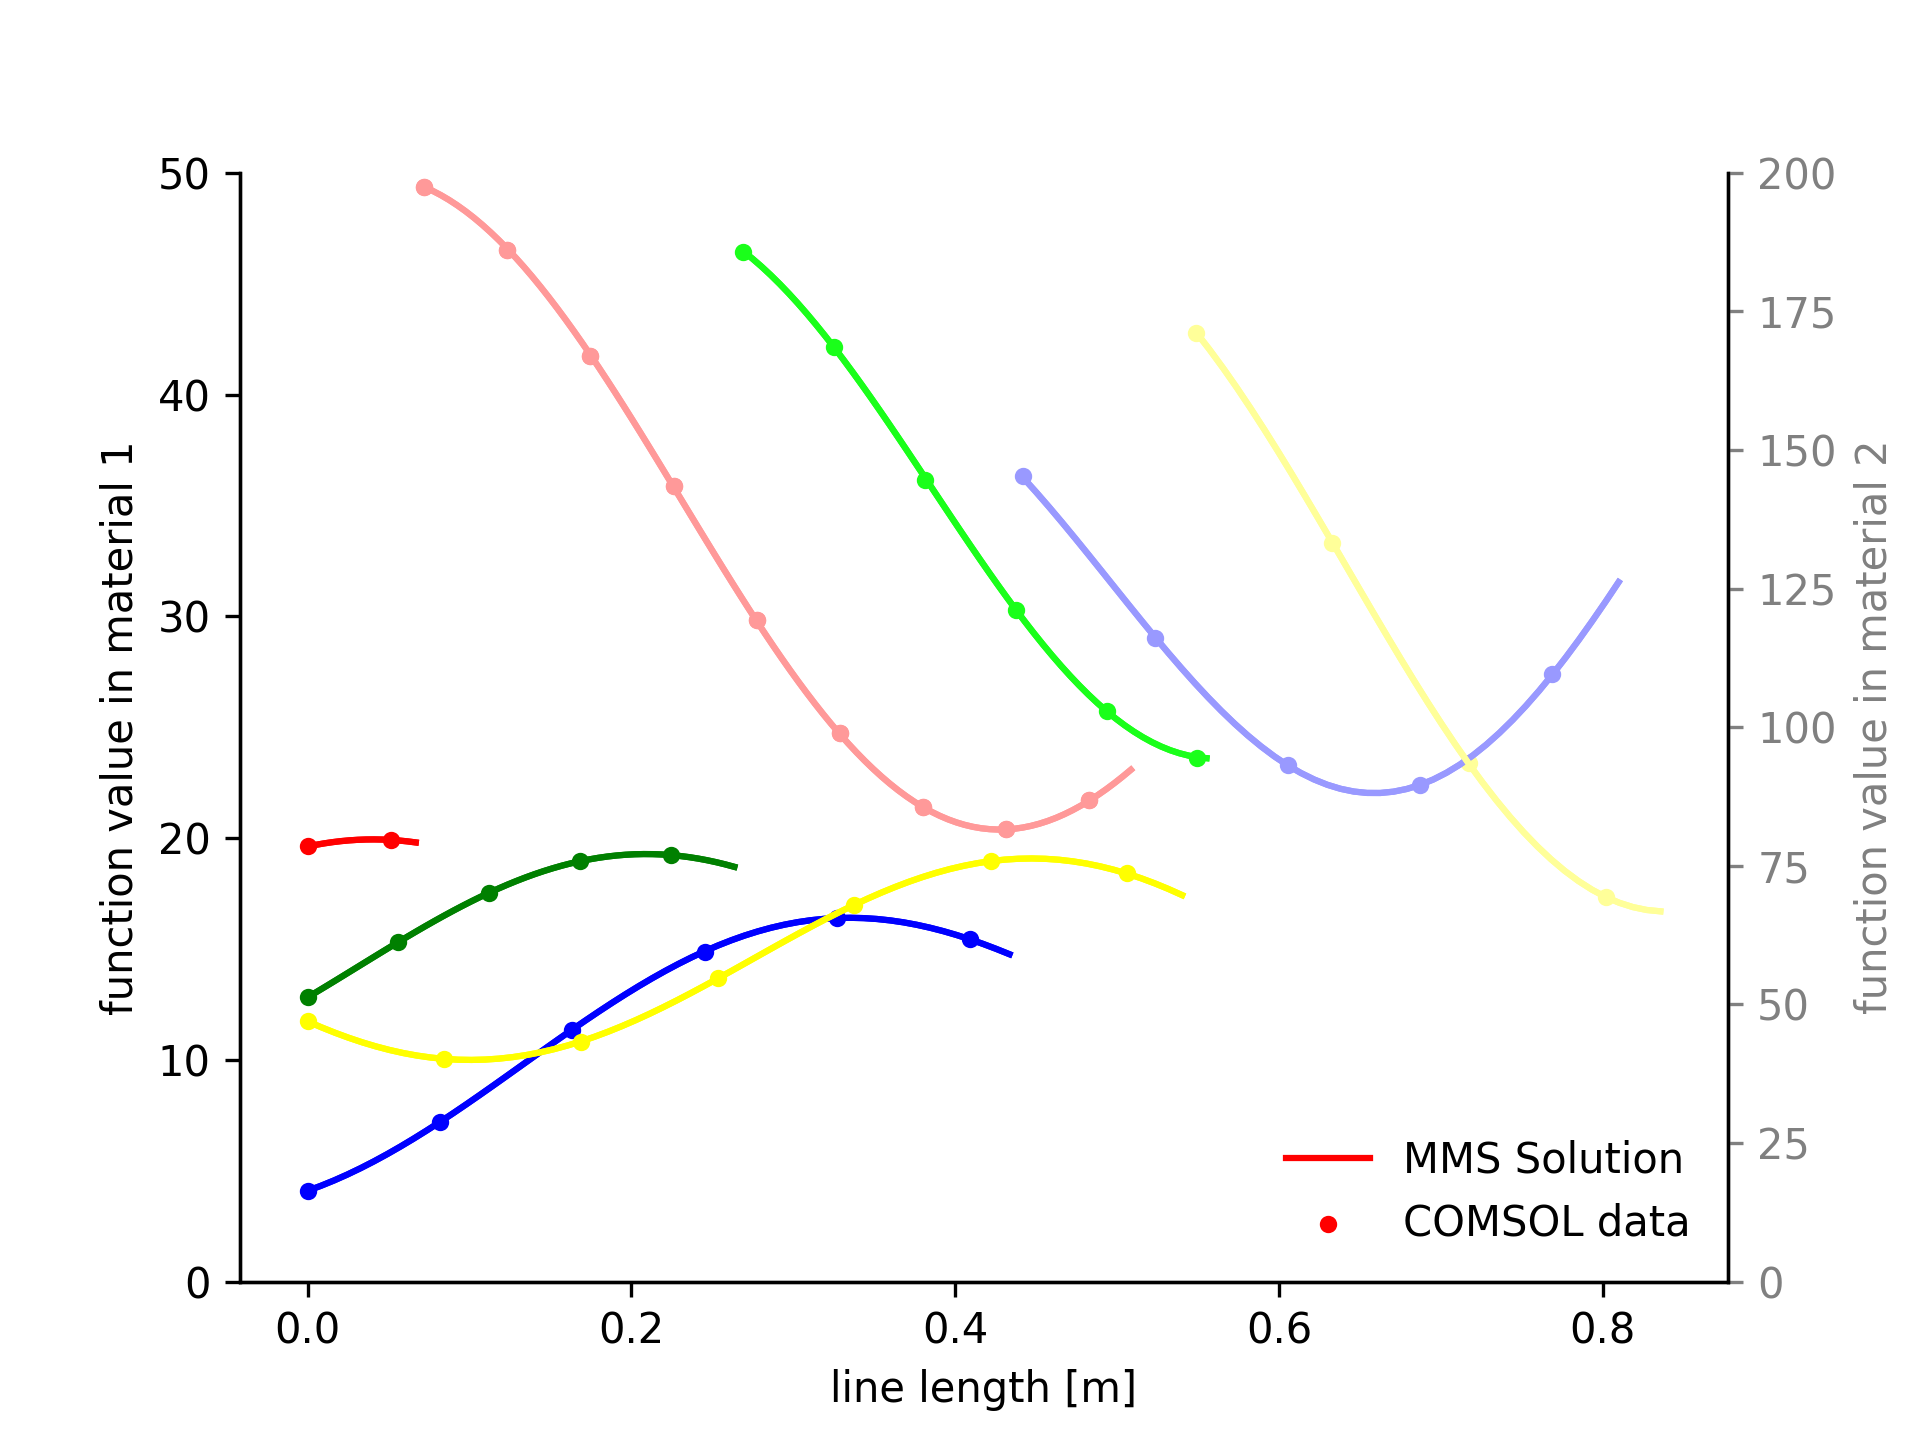 50
40
30
20
10
0
function value in material 1
200
175
150
125
100
75
50
25
0
function value in material 2
MMS Solution
COMSOL data
0.0 0.2 0.4 0.6 0.8
line length [m]